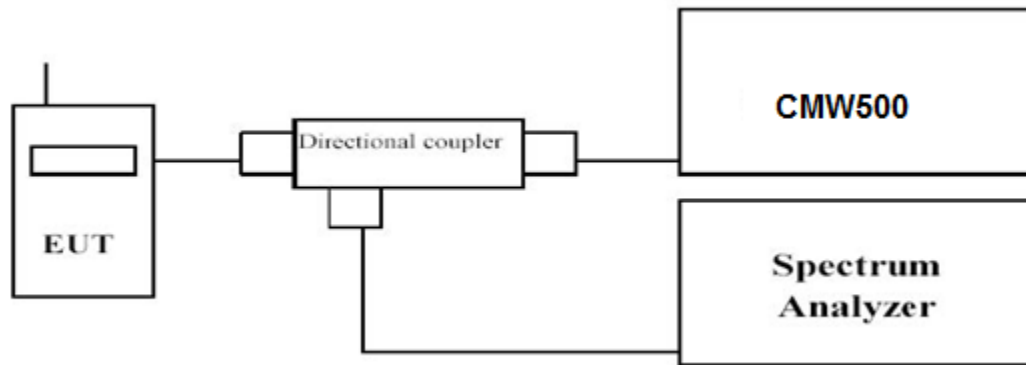 EUT
Directional coupler
CMW500
Spectrum
Analyzer